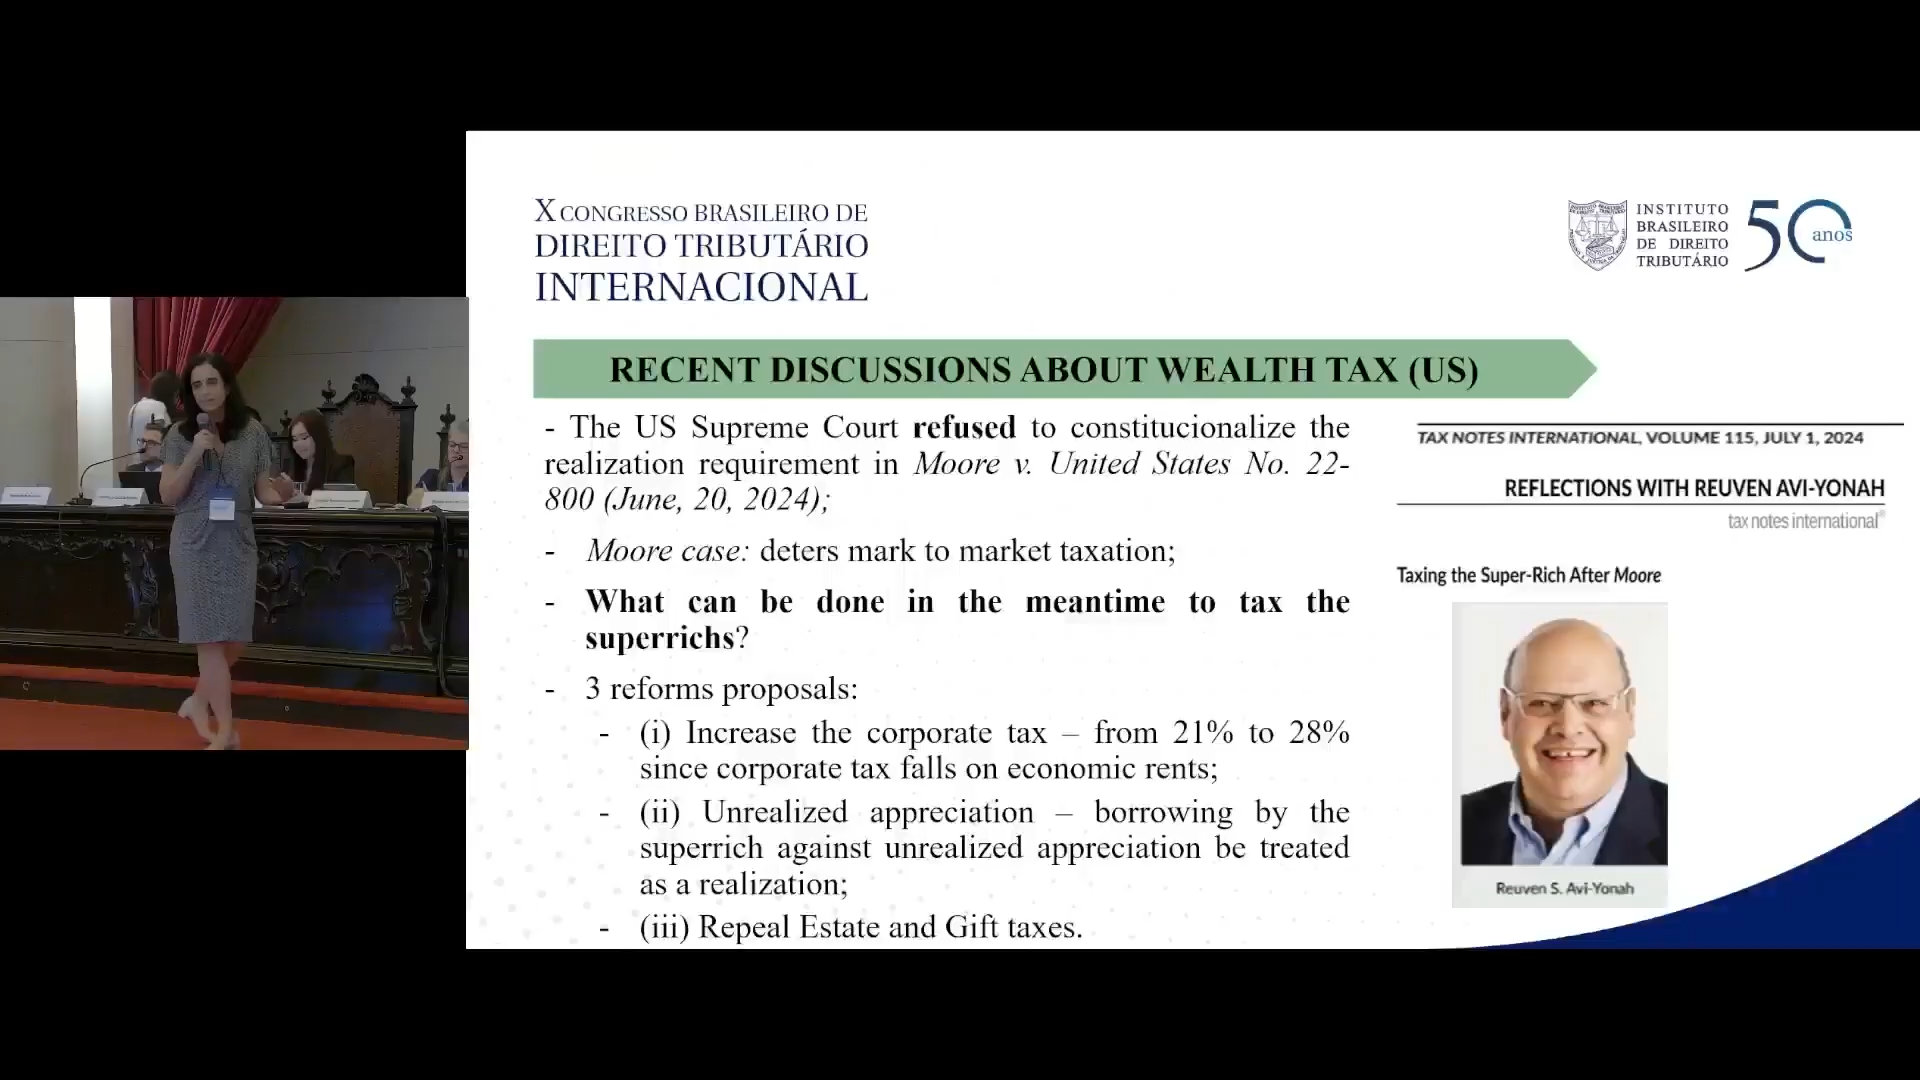 X CONGRESSO BRASILEIRO DE
DIREITO TRIBUTÁRIO
INTERNACIONAL
INSTITUTO
BRASILEIRO
DE DIREITO
TRIBUTÁRIO
50 anos
RECENT DISCUSSIONS ABOUT WEALTH TAX (US)
- The US Supreme Court refused to constitucionalize the
realization requirement in Moore v. United States No. 22-
800 (June, 20, 2024);
- Moore case: deters mark to market taxation;
- What can be done in the meantime to tax the
superrichs?
- 3 reforms proposals:
- (i) Increase the corporate tax – from 21% to 28%
since corporate tax falls on economic rents;
- (ii) Unrealized appreciation – borrowing by the
superrich against unrealized appreciation be treated
as a realization;
- (iii) Repeal Estate and Gift taxes.
TAX NOTES INTERNATIONAL, VOLUME 115, JULY 1, 2024
REFLECTIONS WITH REUVEN AVI-YONAH
tax notes international®
Taxing the Super-Rich After Moore
Reuven S. Avi-Yonah